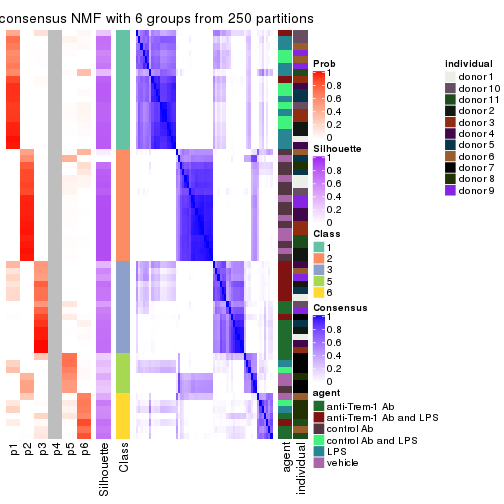 consensus NMF with 6 groups from 250 partitions
Prob
1
0.8
0.6
0.4
0.2
0
Silhouette
1
0.8
0.6
0.4
0.2
0
Class
1
2
3
5
6
Consensus
1
0.8
0.6
0.4
0.2
0
agent
anti-Trem-1 Ab
anti-Trem-1 Ab and LPS
control Ab
control Ab and LPS
LPS
vehicle
individual
donor 1
donor 10
donor 11
donor 2
donor 3
donor 4
donor 5
donor 6
donor 7
donor 8
donor 9
p1
p2
p3
p4
p5
p6
Silhouette
Class
agent
individual